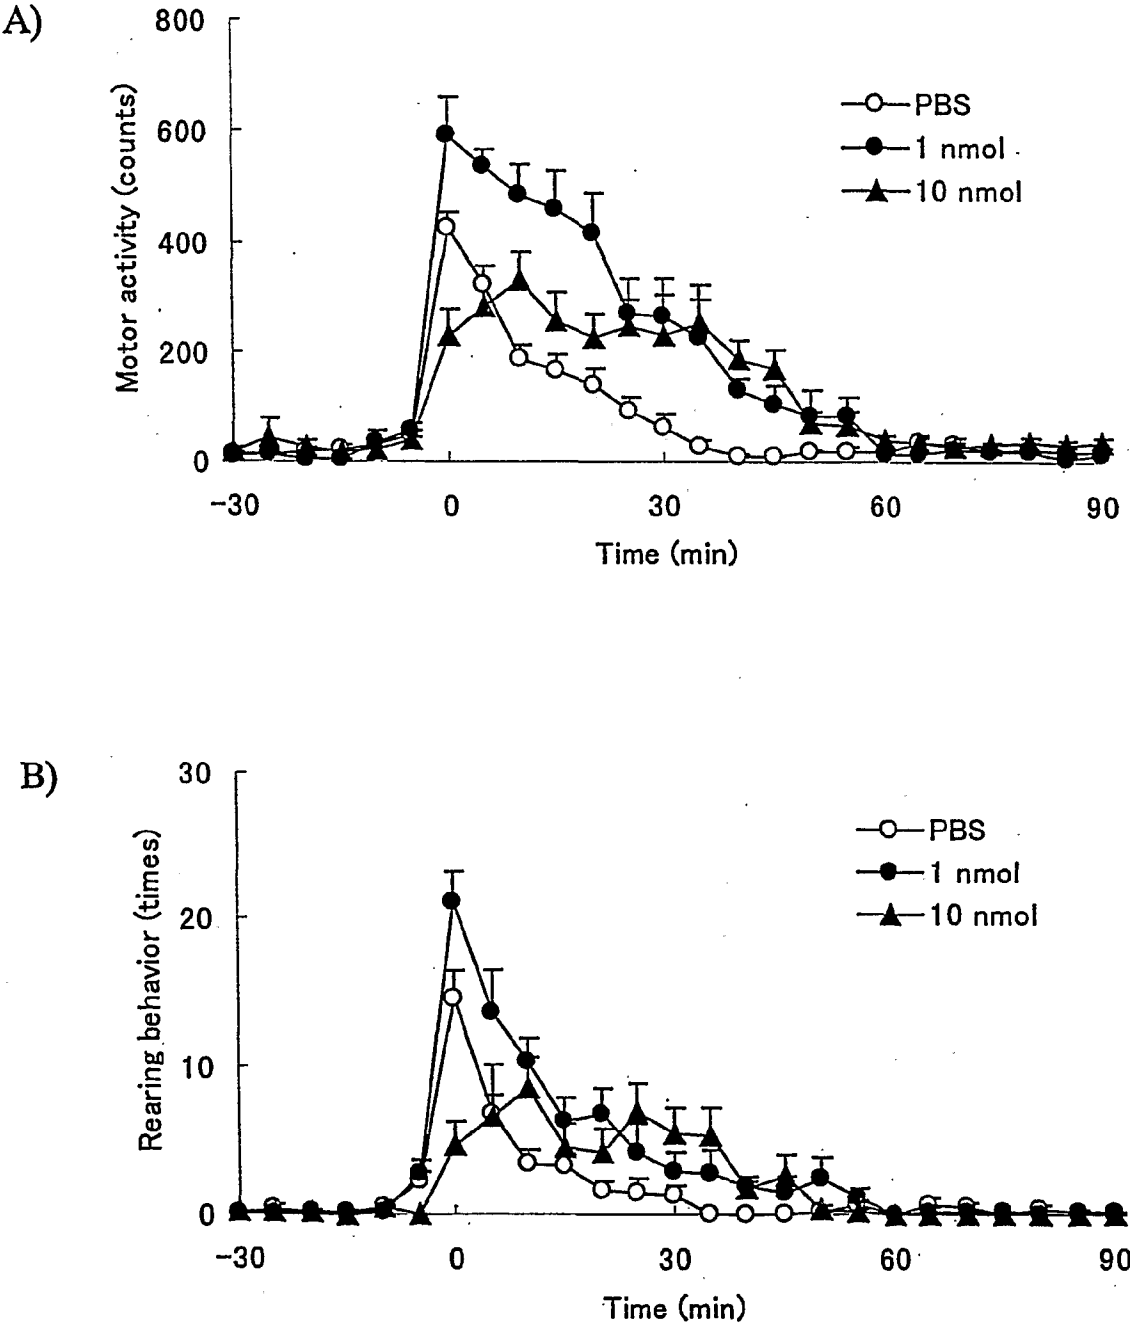 A)
800
600
400
200
0
Motor activity (counts)
PBS
1 nmol
10 nmol
-30 0 30 60 90
Time (min)
B)
30
20
10
0
Rearing behavior (times)
PBS
1 nmol
10 nmol
-30 0 30 60 90
Time (min)